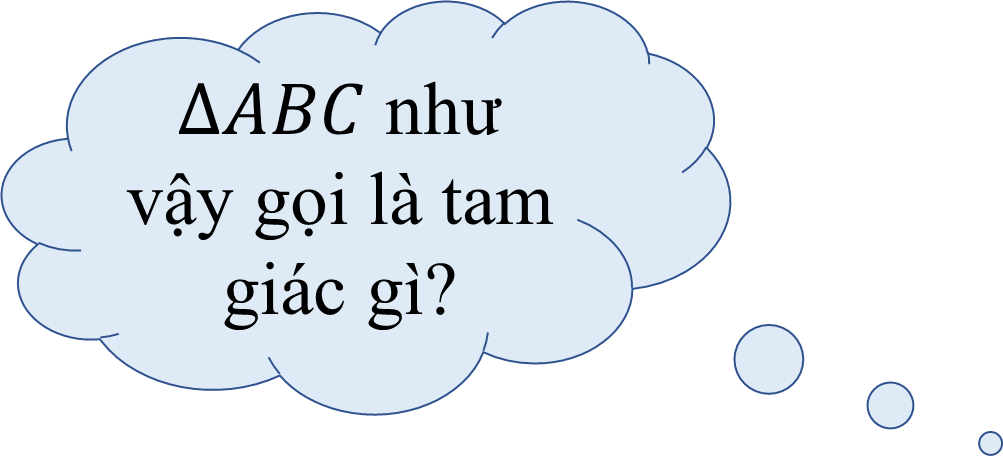 Δ𝐴𝐵𝐶 như
vậy gọi là tam
giác gì?